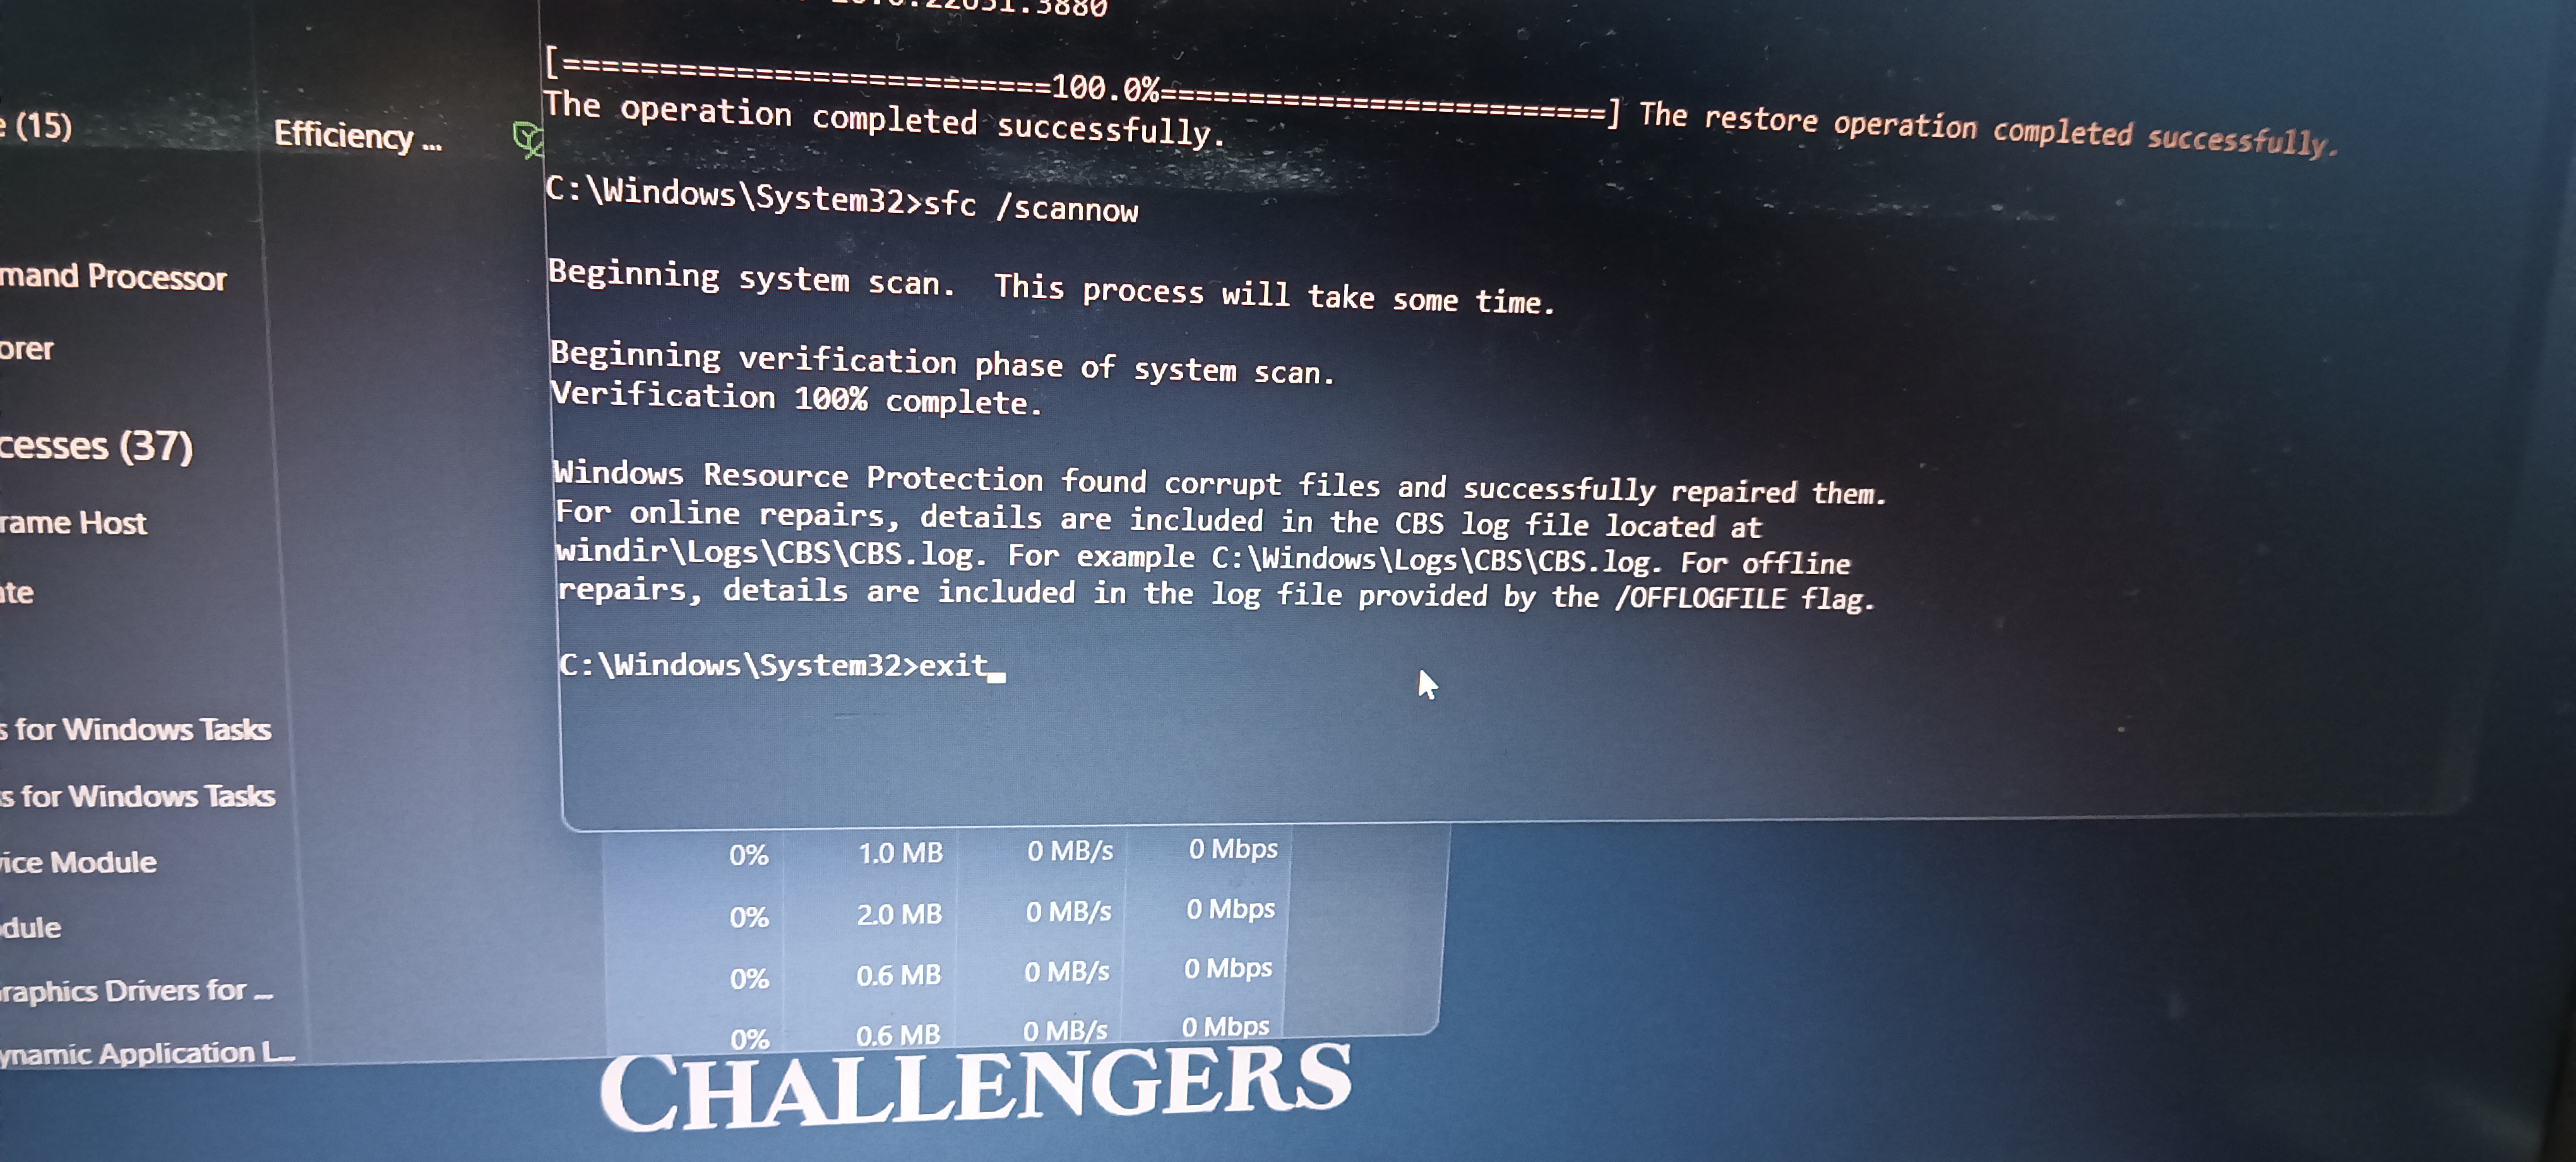 [==========================100.0%==========================] The restore operation completed successfully.
The operation completed successfully.
C:\Windows\System32>sfc /scannow
Beginning system scan.  This process will take some time.
Beginning verification phase of system scan.
Verification 100% complete.
Windows Resource Protection found corrupt files and successfully repaired them.
For online repairs, details are included in the CBS log file located at
windir\Logs\CBS\CBS.log. For example C:\Windows\Logs\CBS\CBS.log. For offline
repairs, details are included in the log file provided by the /OFFLOGFILE flag.
C:\Windows\System32>exit
(15)
Efficiency ...
mand Processor
orer
cesses (37)
rame Host
ate
s for Windows Tasks
s for Windows Tasks
ice Module
dule
raphics Drivers for ...
ynamic Application L...
0% 1.0 MB 0 MB/s 0 Mbps
0% 2.0 MB 0 MB/s 0 Mbps
0% 0.6 MB 0 MB/s 0 Mbps
0% 0.6 MB 0 MB/s 0 Mbps
CHALLENGERS